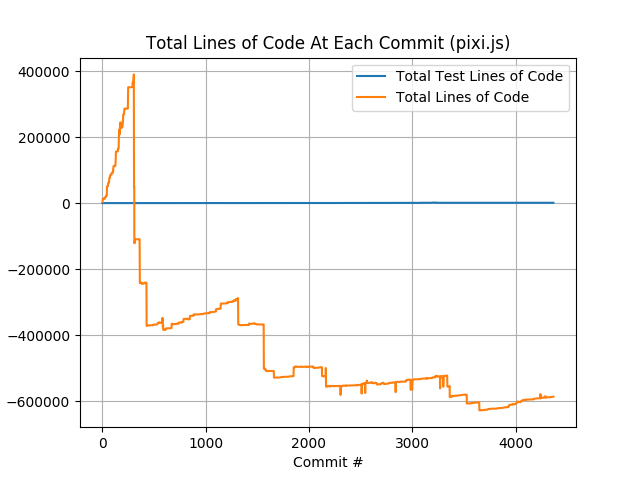 Total Lines of Code At Each Commit (pixi.js)
Total Test Lines of Code
Total Lines of Code
400000
200000
0
−200000
−400000
−600000
0 1000 2000 3000 4000
Commit #